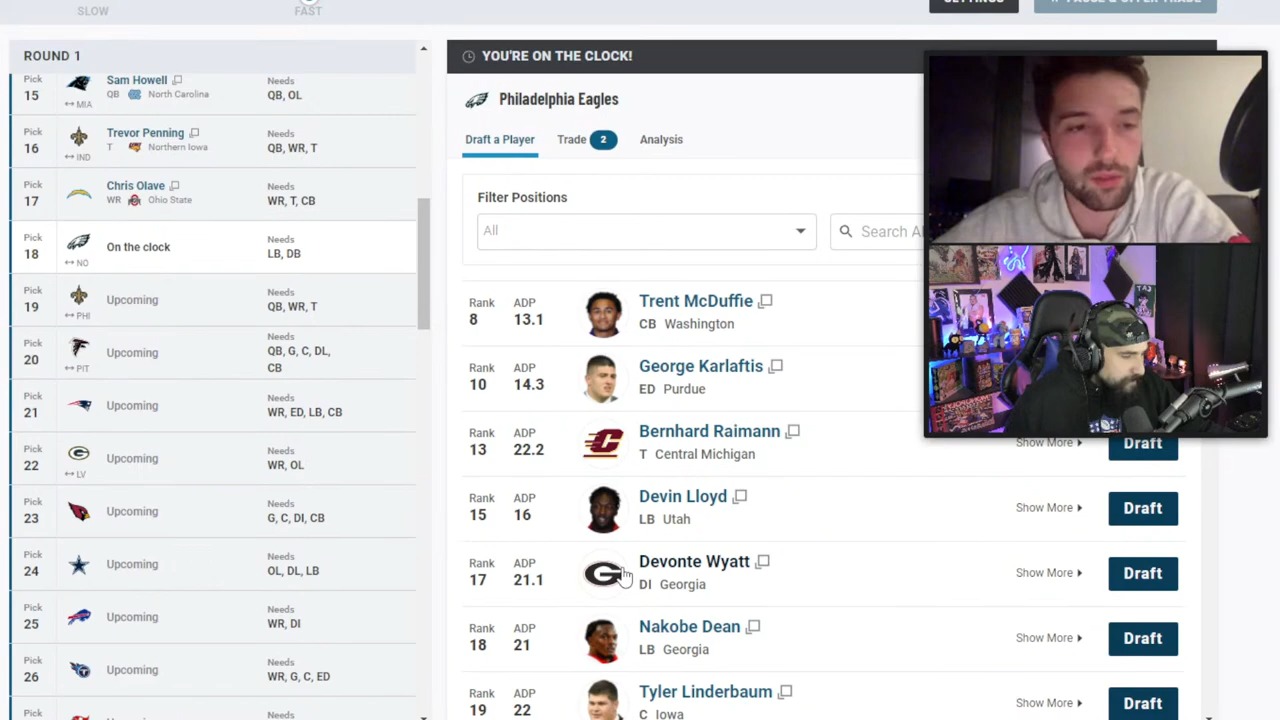 SLOW
FAST
SETTINGS
PAUSE & OFFER TRADE
ROUND 1
Pick
15
MIA
Sam Howell
QB North Carolina
Needs
QB, OL
Pick
16
IND
Trevor Penning
T Northern Iowa
Needs
QB, WR, T
Pick
17
Chris Olave
WR Ohio State
Needs
WR, T, CB
Pick
18
NO
On the clock
Needs
LB, DB
Pick
19
PHI
Upcoming
Needs
QB, WR, T
Pick
20
PIT
Upcoming
Needs
QB, G, C, DL,
CB
Pick
21
Upcoming
Needs
WR, ED, LB, CB
Pick
22
LV
Upcoming
Needs
WR, OL
Pick
23
Upcoming
Needs
G, C, DI, CB
Pick
24
Upcoming
Needs
OL, DL, LB
Pick
25
Upcoming
Needs
WR, DI
Pick
26
Upcoming
Needs
WR, G, C, ED
YOU'RE ON THE CLOCK!
Philadelphia Eagles
Draft a Player
Trade 2
Analysis
Filter Positions
All
Search
Rank
8
ADP
13.1
Trent McDuffie
CB Washington
Rank
10
ADP
14.3
George Karlaftis
ED Purdue
Rank
13
ADP
22.2
Bernhard Raimann
T Central Michigan
Show More
Draft
Rank
15
ADP
16
Devin Lloyd
LB Utah
Show More
Draft
Rank
17
ADP
21.1
Devonte Wyatt
DI Georgia
Show More
Draft
Rank
18
ADP
21
Nakobe Dean
LB Georgia
Show More
Draft
Rank
19
ADP
22
Tyler Linderbaum
C Iowa
Show More
Draft